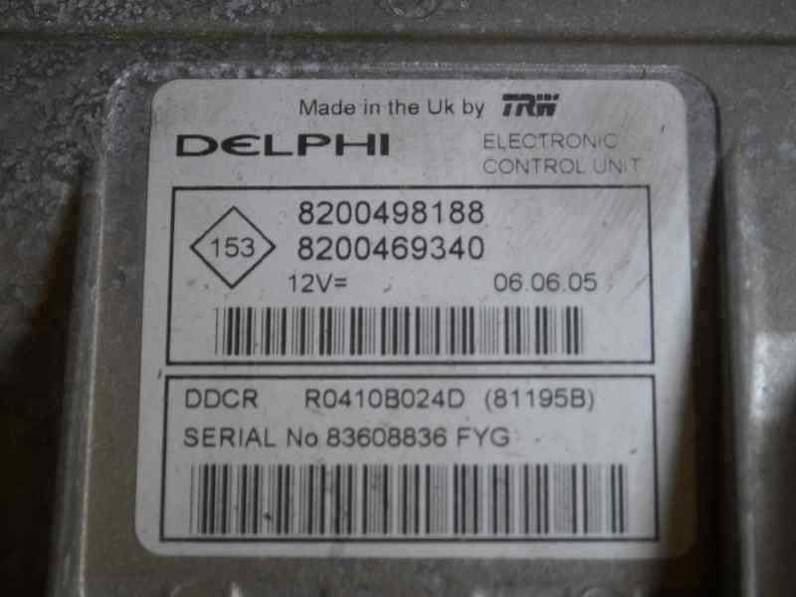 Made in the Uk by TRW
DELPHI ELECTRONIC
CONTROL UNIT
8200498188
153
8200469340
12V= 06.06.05
DDCR R0410B024D (81195B)
SERIAL No 83608836 FYG